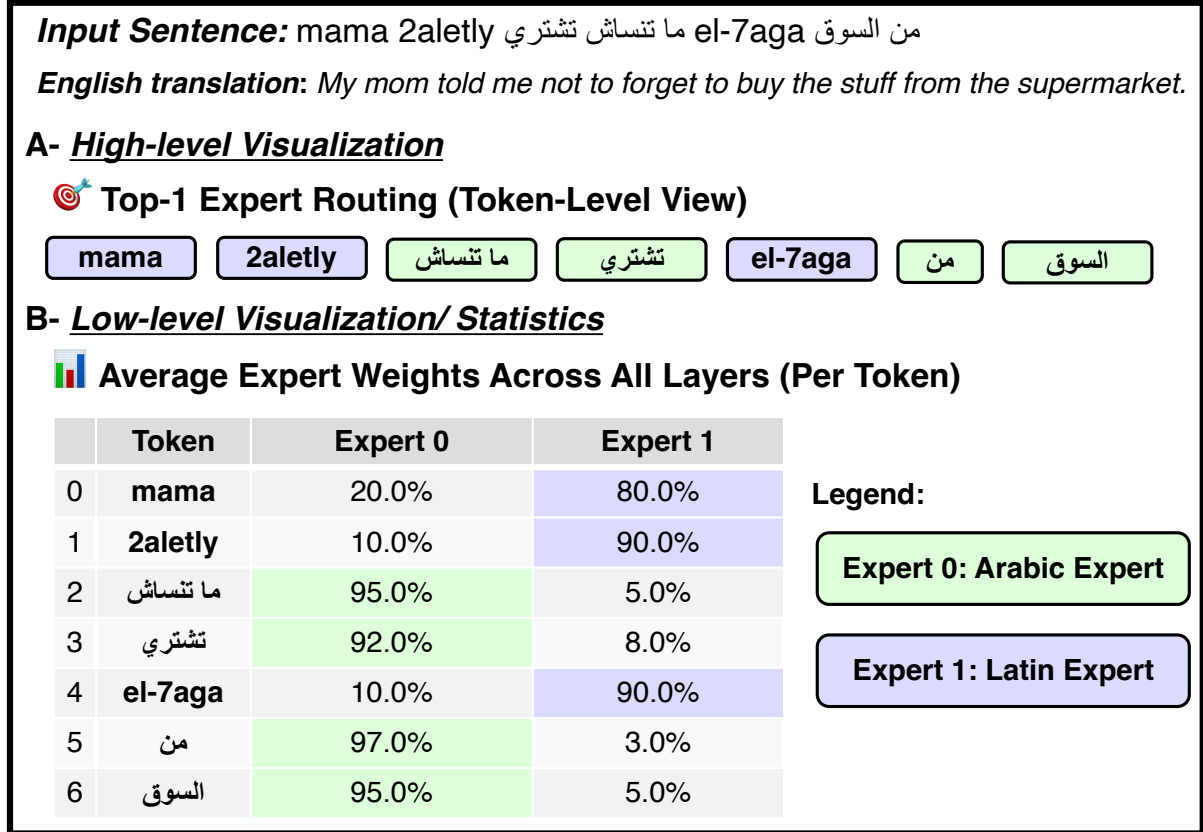 Input Sentence: mama 2aletly ما تنساش تشتري el-7aga من السوق
English translation: My mom told me not to forget to buy the stuff from the supermarket.
A- High-level Visualization
🎯 Top-1 Expert Routing (Token-Level View)
mama 2aletly ما تنساش تشتري el-7aga من السوق
B- Low-level Visualization/ Statistics
📊 Average Expert Weights Across All Layers (Per Token)
Token Expert 0 Expert 1
0 mama 20.0% 80.0%
1 2aletly 10.0% 90.0%
2 ما تنساش 95.0% 5.0%
3 تشتري 92.0% 8.0%
4 el-7aga 10.0% 90.0%
5 من 97.0% 3.0%
6 السوق 95.0% 5.0%
Legend:
Expert 0: Arabic Expert
Expert 1: Latin Expert